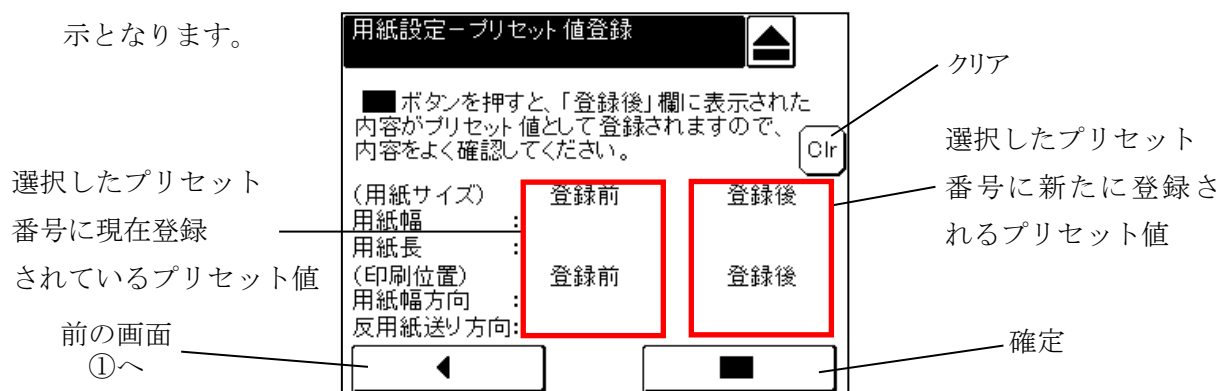 示となります。
用紙設定－プリセット値登録
クリア
■ボタンを押すと、「登録後」欄に表示された
内容がプリセット値として登録されますので、
内容をよく確認してください。
Clr
選択したプリセット
番号に新たに登録さ
れるプリセット値
選択したプリセット
番号に現在登録
されているプリセット値
(用紙サイズ) 登録前 登録後
用紙幅 :
用紙長 :
(印刷位置) 登録前 登録後
用紙幅方向 :
反用紙送り方向:
前の画面
①へ
確定